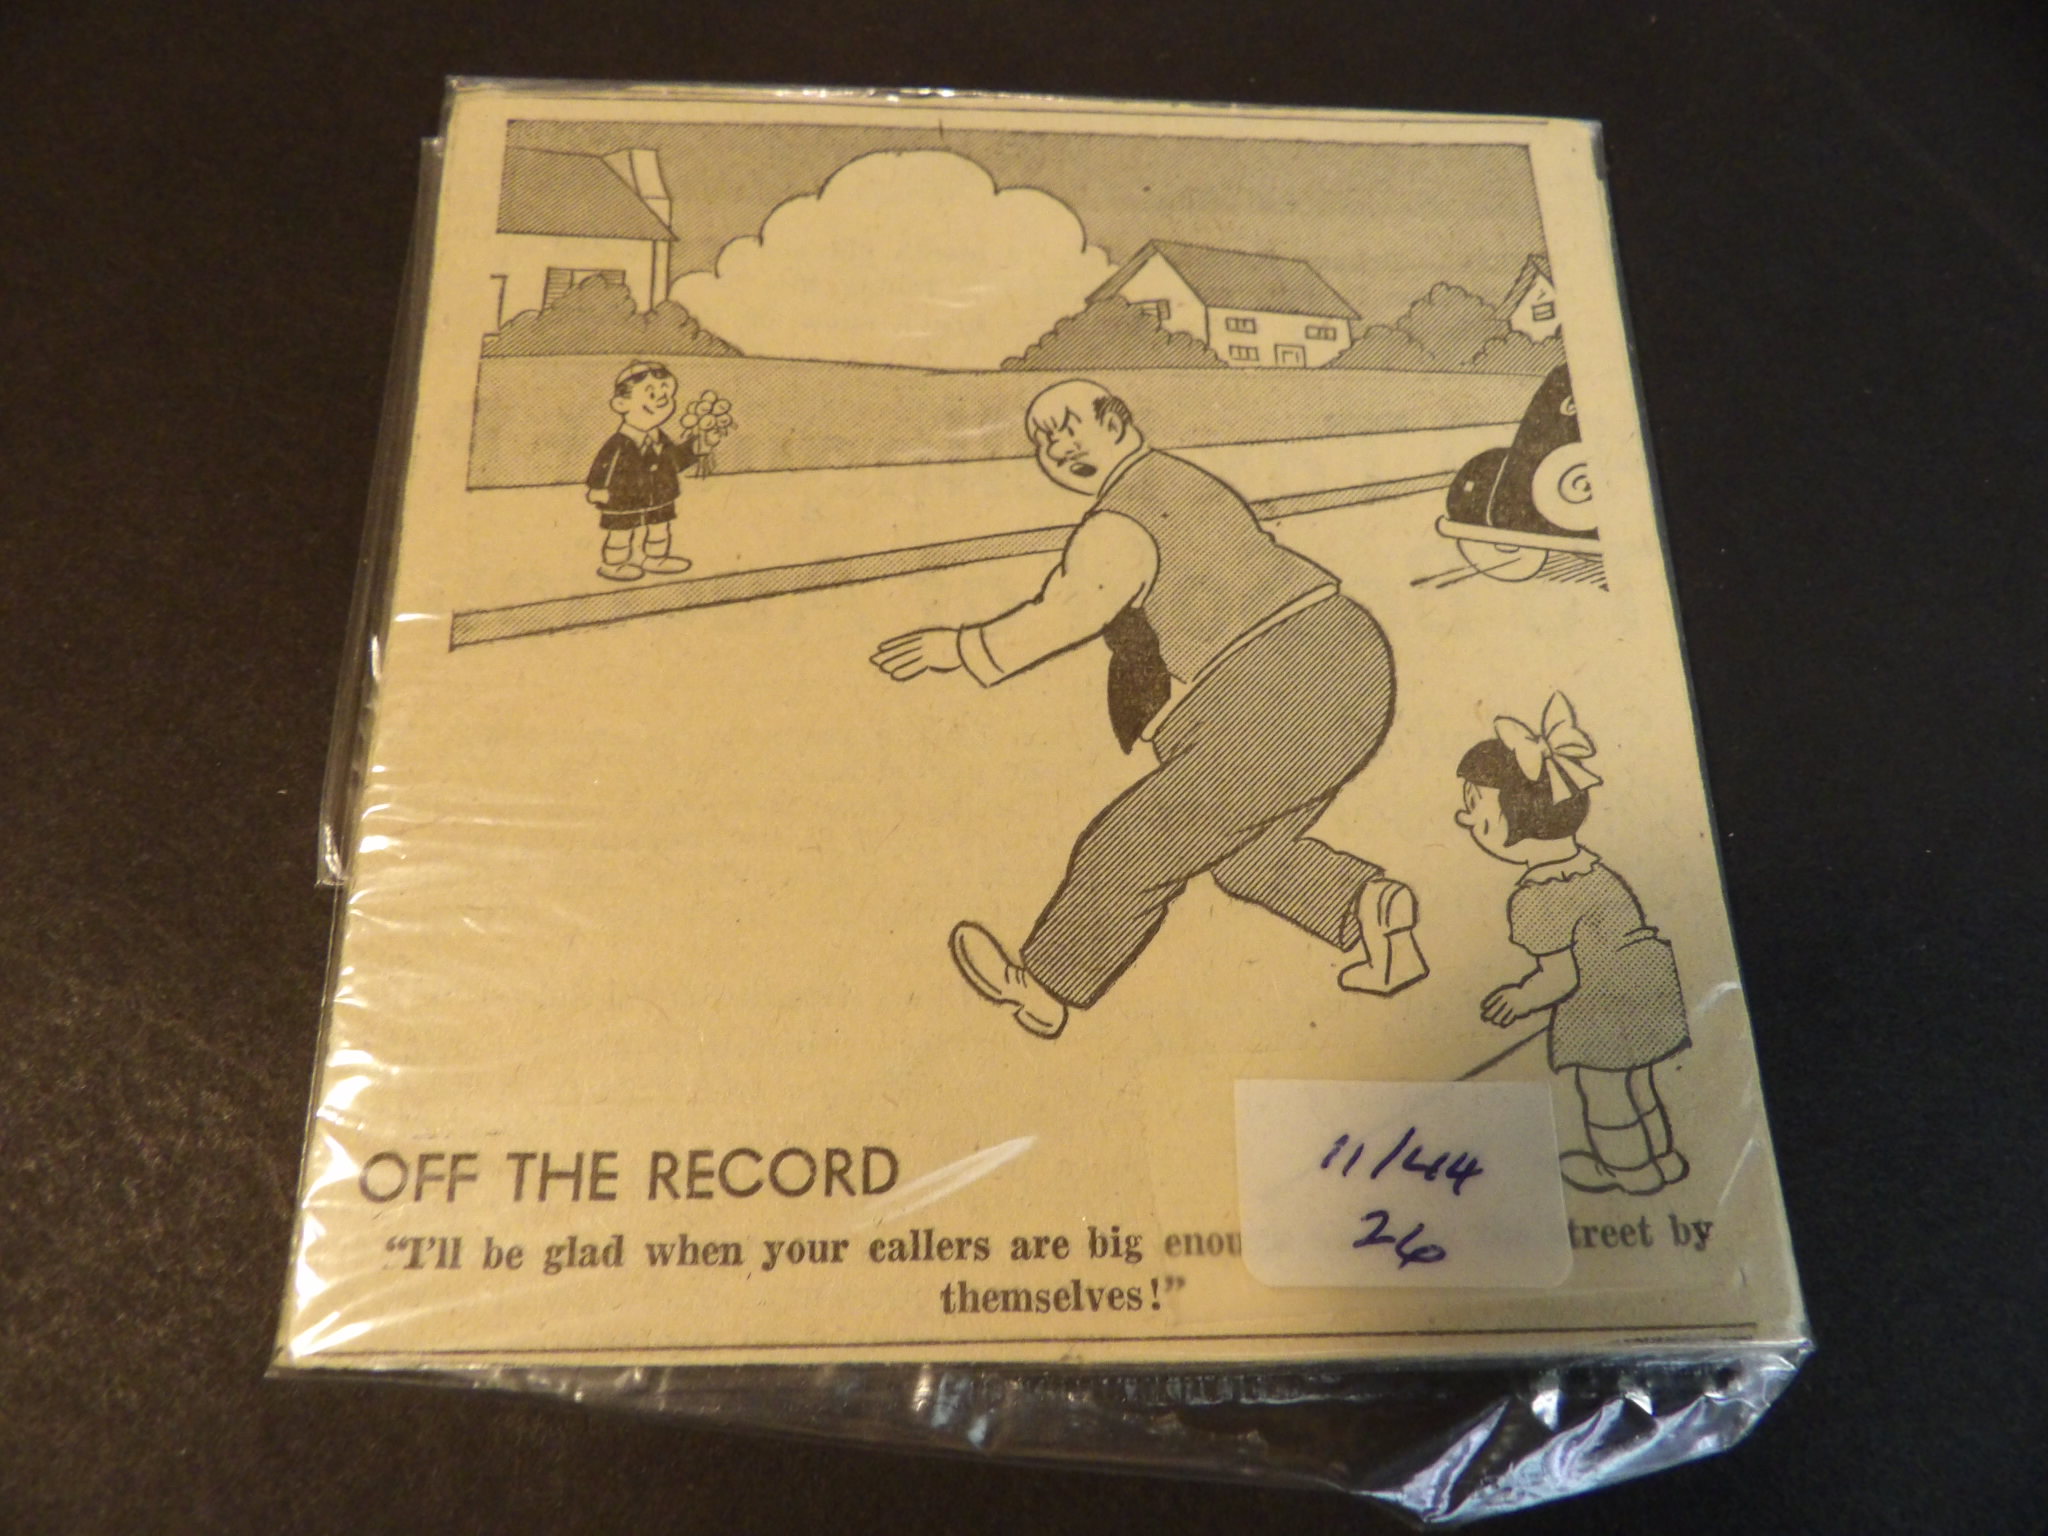 OFF THE RECORD
"I'll be glad when your callers are big enou treet by
themselves!"
11/44
26